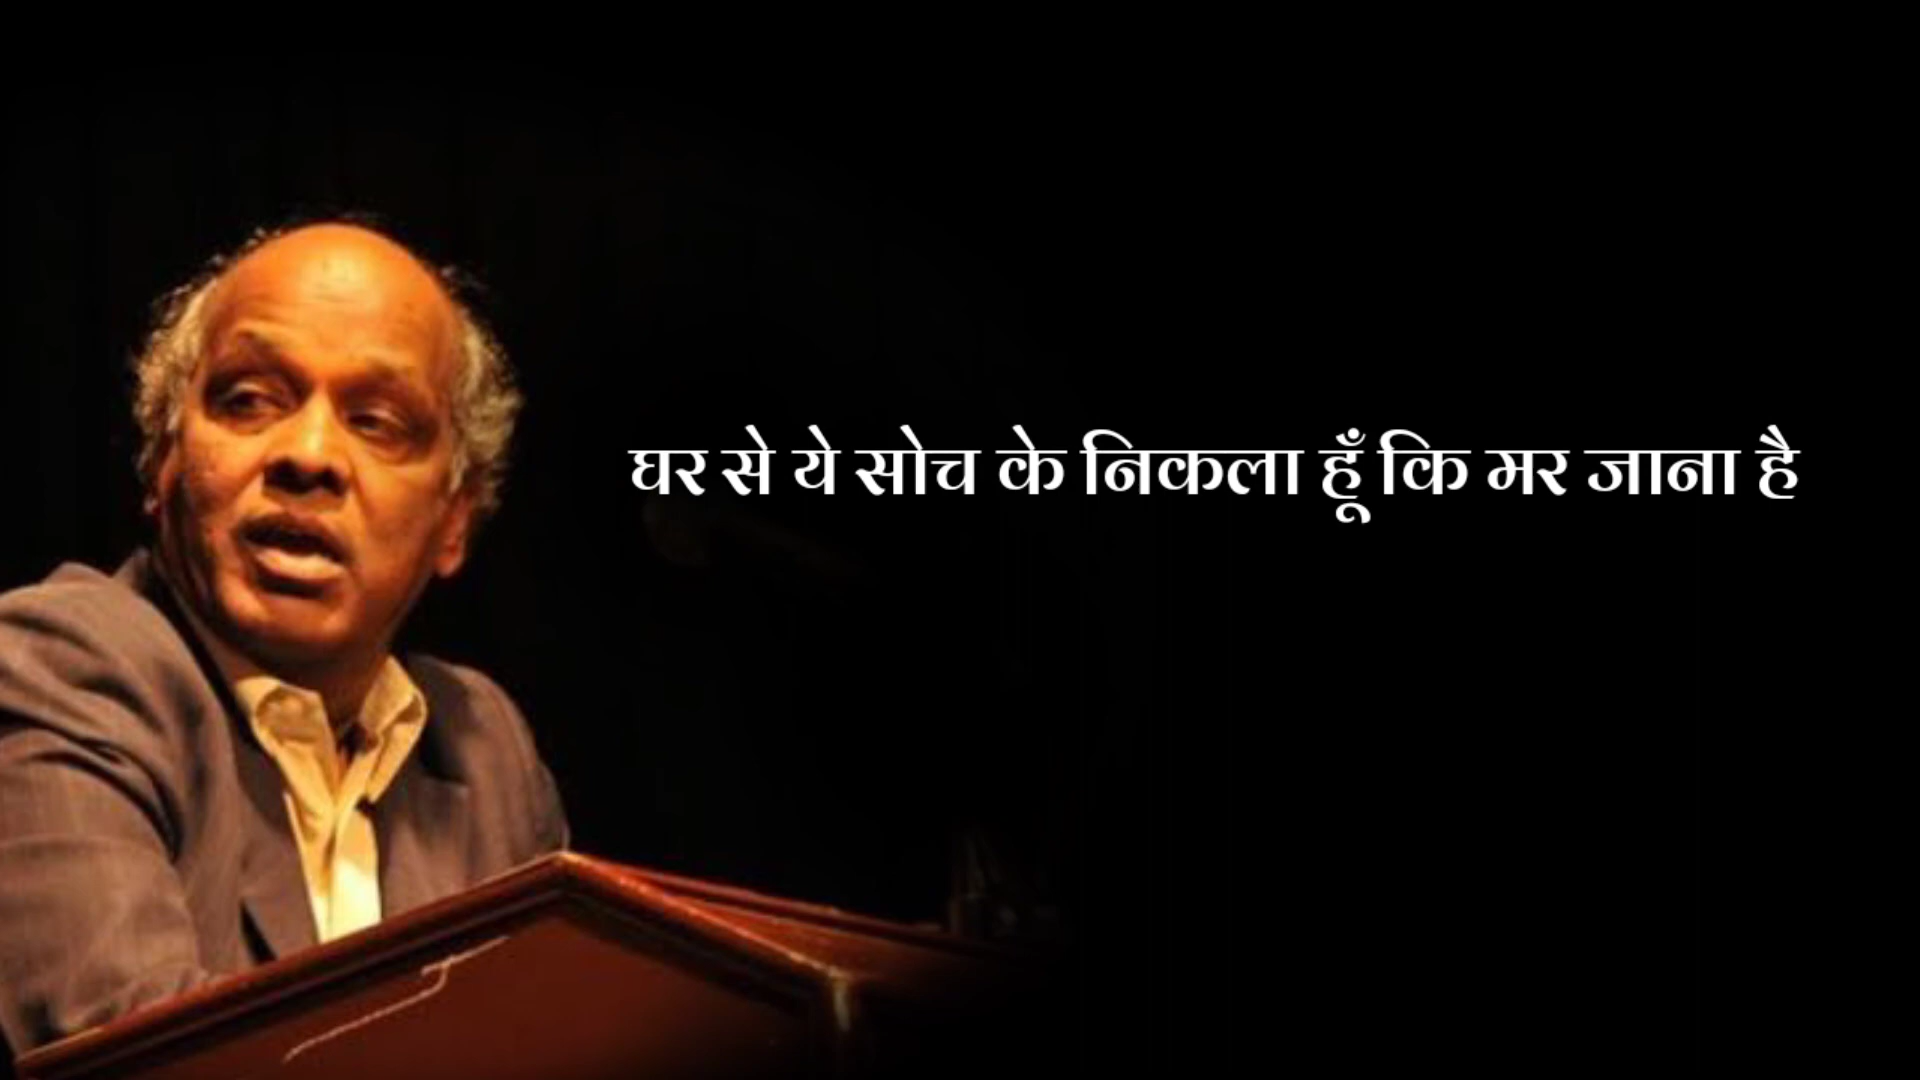 घर से ये सोच के निकला हूँ कि मर जाना है